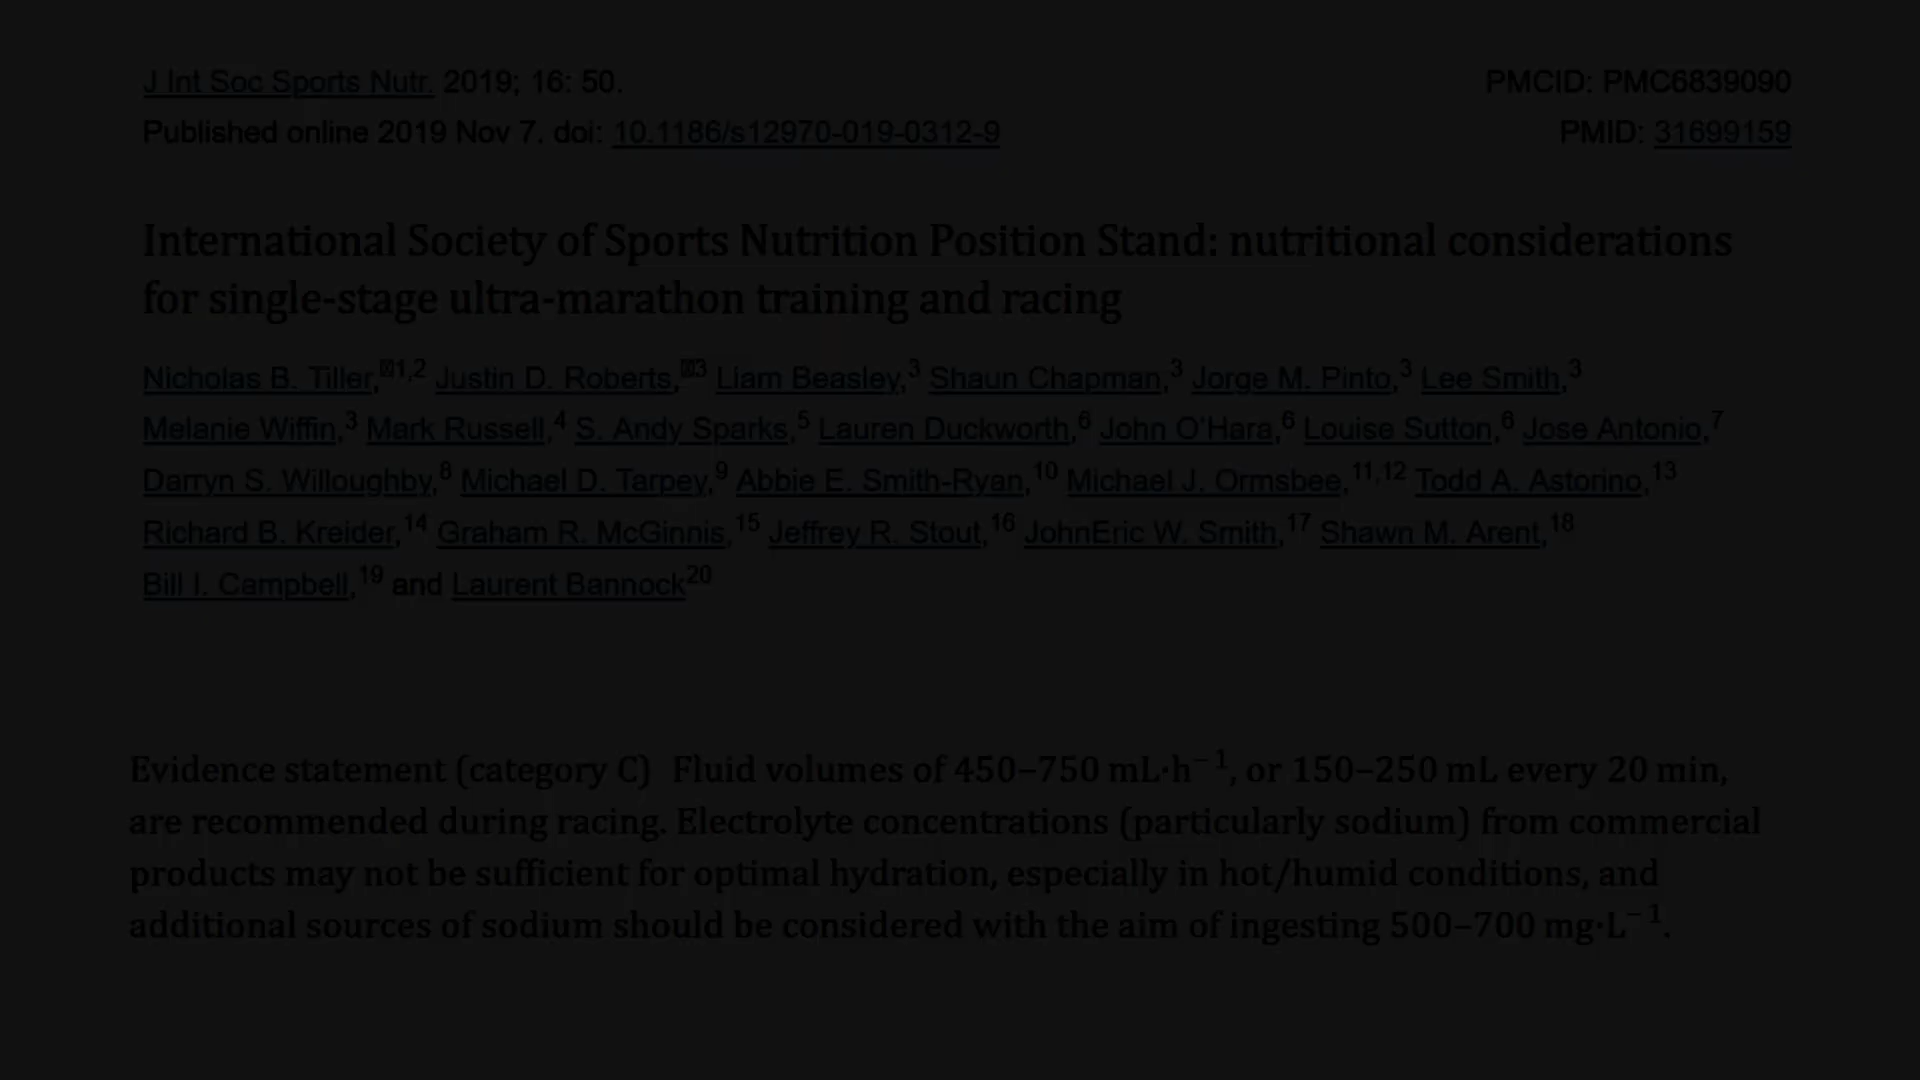 J Int Soc Sports Nutr. 2019; 16: 50.
PMCID: PMC6839090
Published online 2019 Nov 7. doi: 10.1186/s12970-019-0312-9
PMID: 31699159
International Society of Sports Nutrition Position Stand: nutritional considerations
for single-stage ultra-marathon training and racing
Nicholas B. Tiller,1,2 Justin D. Roberts,3 Liam Beasley,3 Shaun Chapman,3 Jorge M. Pinto,3 Lee Smith,3
Melanie Wiffin,3 Mark Russell,4 S. Andy Sparks,5 Lauren Duckworth,6 John O'Hara,6 Louise Sutton,6 Jose Antonio,7
Darryn S. Willoughby,8 Michael D. Tarpey,9 Abbie E. Smith-Ryan,10 Michael J. Ormsbee,11,12 Todd A. Astorino,13
Richard B. Kreider,14 Graham R. McGinnis,15 Jeffrey R. Stout,16 JohnEric W. Smith,17 Shawn M. Arent,18
Bill I. Campbell,19 and Laurent Bannock20
Evidence statement (category C) Fluid volumes of 450–750 mL·h−1, or 150–250 mL every 20 min,
are recommended during racing. Electrolyte concentrations (particularly sodium) from commercial
products may not be sufficient for optimal hydration, especially in hot/humid conditions, and
additional sources of sodium should be considered with the aim of ingesting 500–700 mg·L−1.